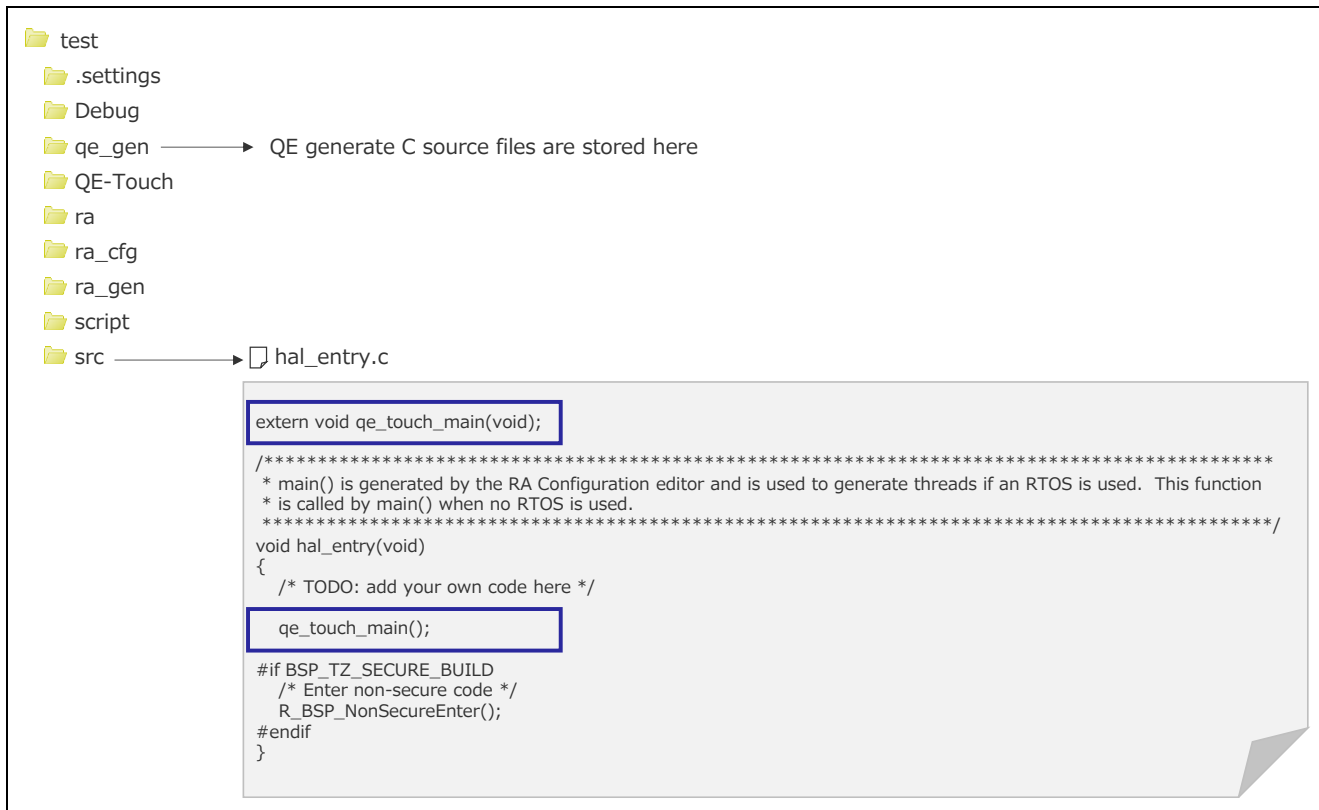 test
.settings
Debug
qe_gen QE generate C source files are stored here
QE-Touch
ra
ra_cfg
ra_gen
script
src hal_entry.c
extern void qe_touch_main(void);
/**********************************************************************************************
* main() is generated by the RA Configuration editor and is used to generate threads if an RTOS is used.  This function
* is called by main() when no RTOS is used.
**********************************************************************************************/
void hal_entry(void)
{
/* TODO: add your own code here */
qe_touch_main();
#if BSP_TZ_SECURE_BUILD
/* Enter non-secure code */
R_BSP_NonSecureEnter();
#endif
}